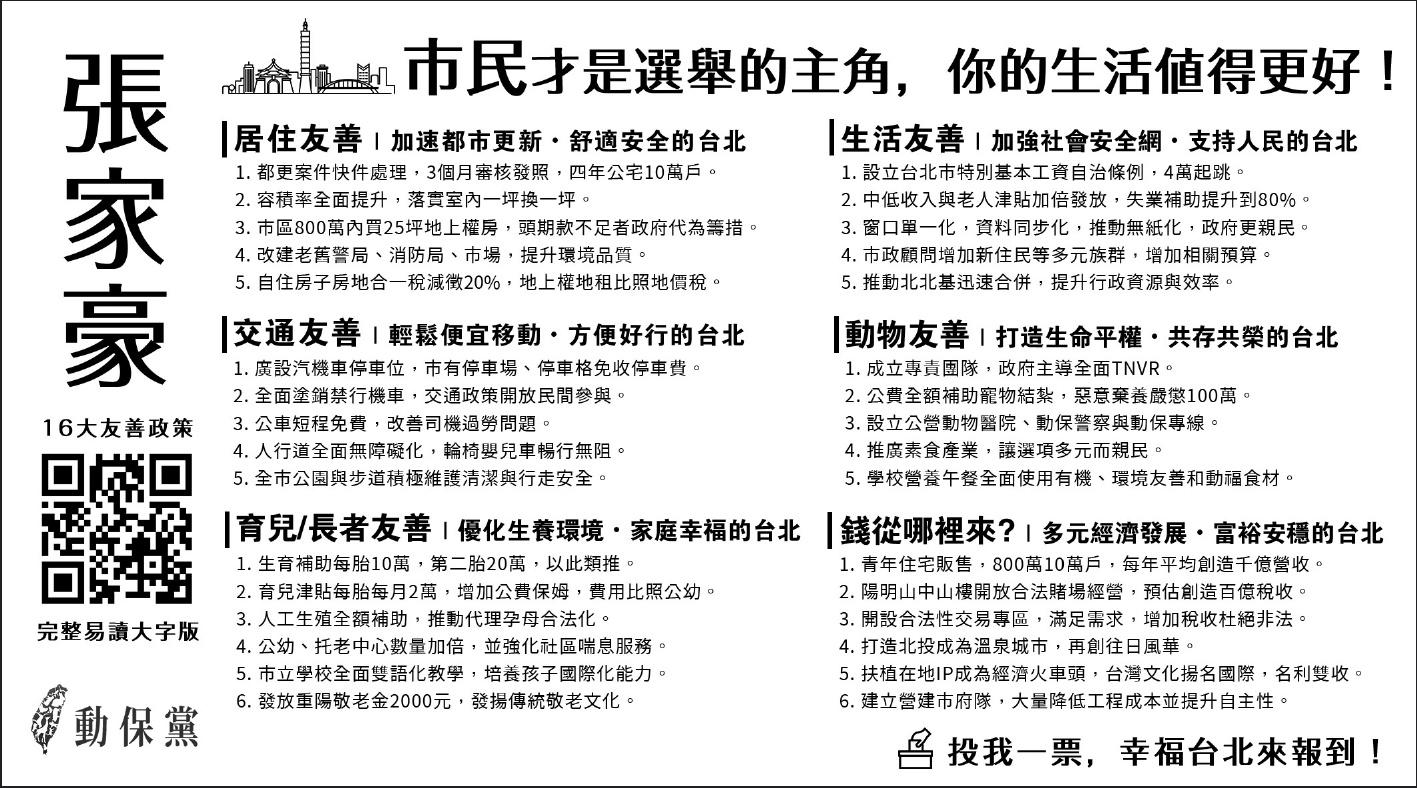 張家豪
16大友善政策
完整易讀大字版
動保黨
市民才是選舉的主角，你的生活值得更好！
居住友善｜加速都市更新・舒適安全的台北
1. 都更案件快件處理，3個月審核發照，四年公宅10萬戶。
2. 容積率全面提升，落實室內一坪換一坪。
3. 市區800萬內買25坪地上權房，頭期款不足者政府代為籌措。
4. 改建老舊警局、消防局、市場，提升環境品質。
5. 自住房子房地合一稅減徵20%，地上權地租比照地價稅。
交通友善｜輕鬆便宜移動・方便好行的台北
1. 廣設汽機車停車位，市有停車場、停車格免收停車費。
2. 全面塗銷禁行機車，交通政策開放民間參與。
3. 公車短程免費，改善司機過勞問題。
4. 人行道全面無障礙化，輪椅嬰兒車暢行無阻。
5. 全市公園與步道積極維護清潔與行走安全。
育兒/長者友善｜優化生養環境・家庭幸福的台北
1. 生育補助每胎10萬，第二胎20萬，以此類推。
2. 育兒津貼每胎每月2萬，增加公費保姆，費用比照公幼。
3. 人工生殖全額補助，推動代理孕母合法化。
4. 公幼、托老中心數量加倍，並強化社區喘息服務。
5. 市立學校全面雙語化教學，培養孩子國際化能力。
6. 發放重陽敬老金2000元，發揚傳統敬老文化。
生活友善｜加強社會安全網・支持人民的台北
1. 設立台北市特別基本工資自治條例，4萬起跳。
2. 中低收入與老人津貼加倍發放，失業補助提升到80%。
3. 窗口單一化，資料同步化，推動無紙化，政府更親民。
4. 市政顧問增加新住民等多元族群，增加相關預算。
5. 推動北北基迅速合併，提升行政資源與效率。
動物友善｜打造生命平權・共存共榮的台北
1. 成立專責團隊，政府主導全面TNVR。
2. 公費全額補助寵物結紮，惡意棄養嚴懲100萬。
3. 設立公營動物醫院、動保警察與動保專線。
4. 推廣素食產業，讓選項多元而親民。
5. 學校營養午餐全面使用有機、環境友善和動福食材。
錢從哪裡來?｜多元經濟發展・富裕安穩的台北
1. 青年住宅販售，800萬10萬戶，每年平均創造千億營收。
2. 陽明山中山樓開放合法賭場經營，預估創造百億稅收。
3. 開設合法性交易專區，滿足需求，增加稅收杜絕非法。
4. 打造北投成為溫泉城市，再創往日風華。
5. 扶植在地IP成為經濟火車頭，台灣文化揚名國際，名利雙收。
6. 建立營建市府隊，大量降低工程成本並提升自主性。
投我一票，幸福台北來報到！